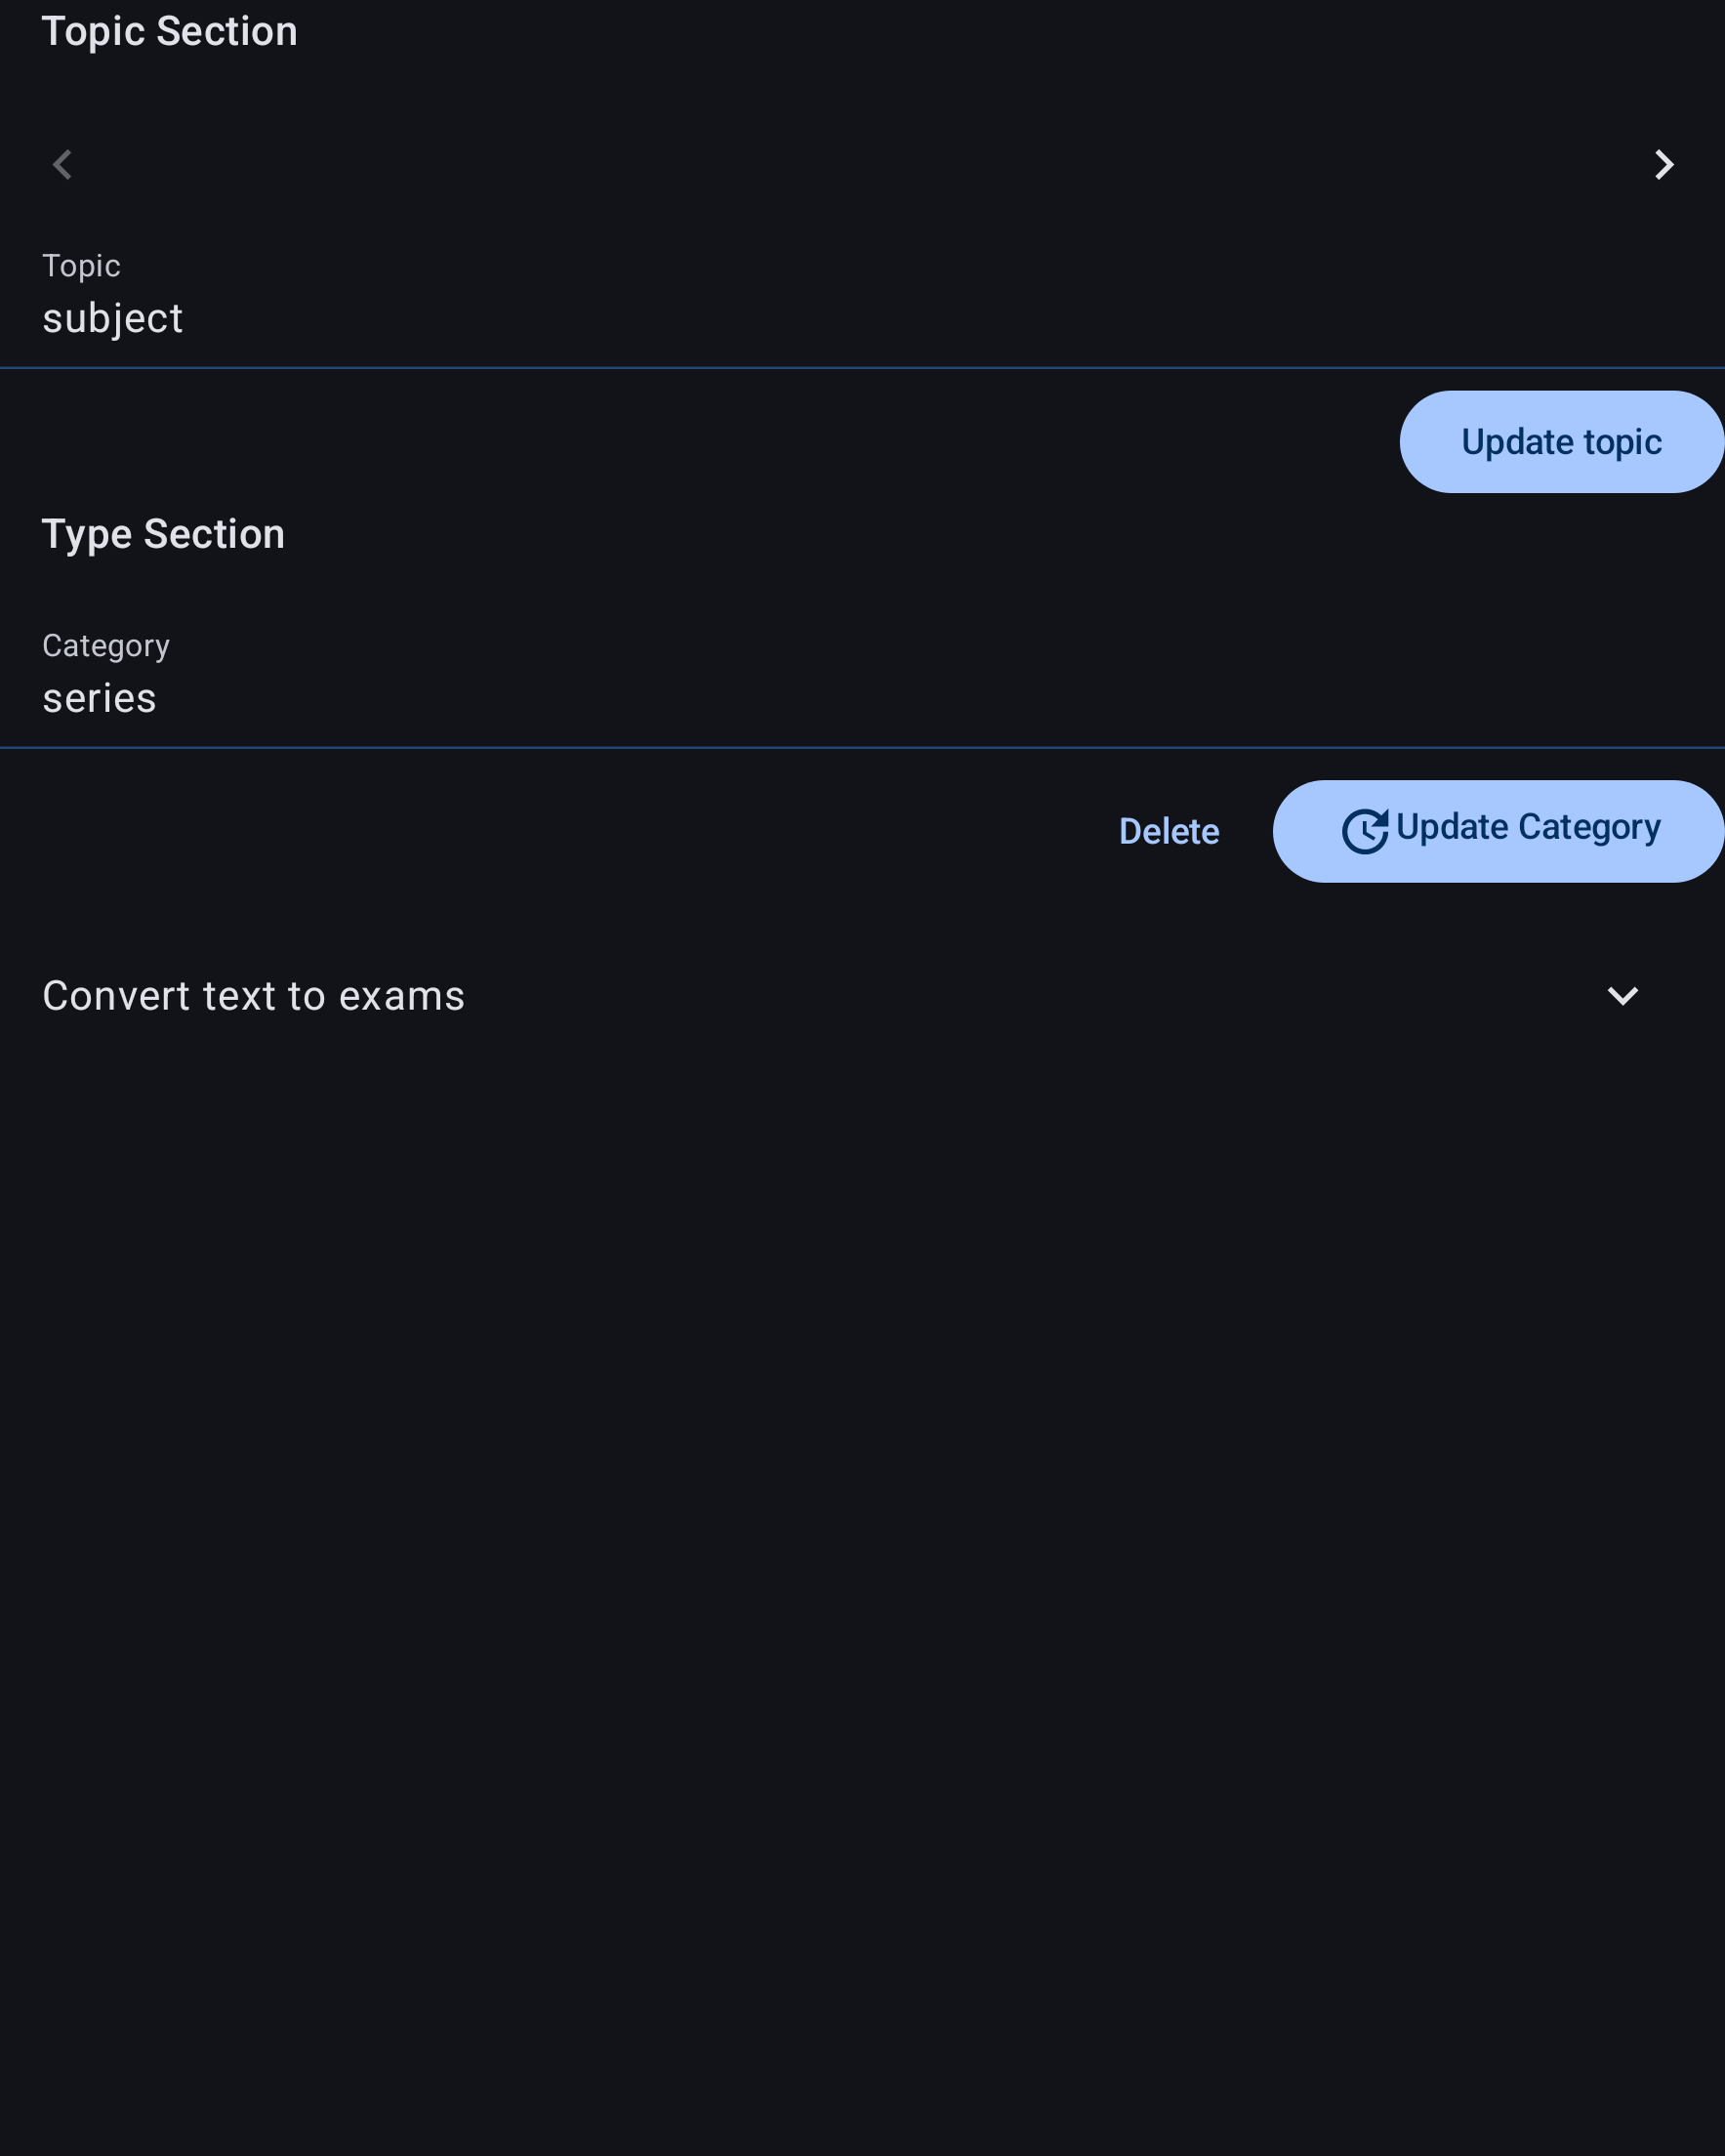 Topic Section
Topic
subject
Update topic
Type Section
Category
series
Delete
Update Category
Convert text to exams